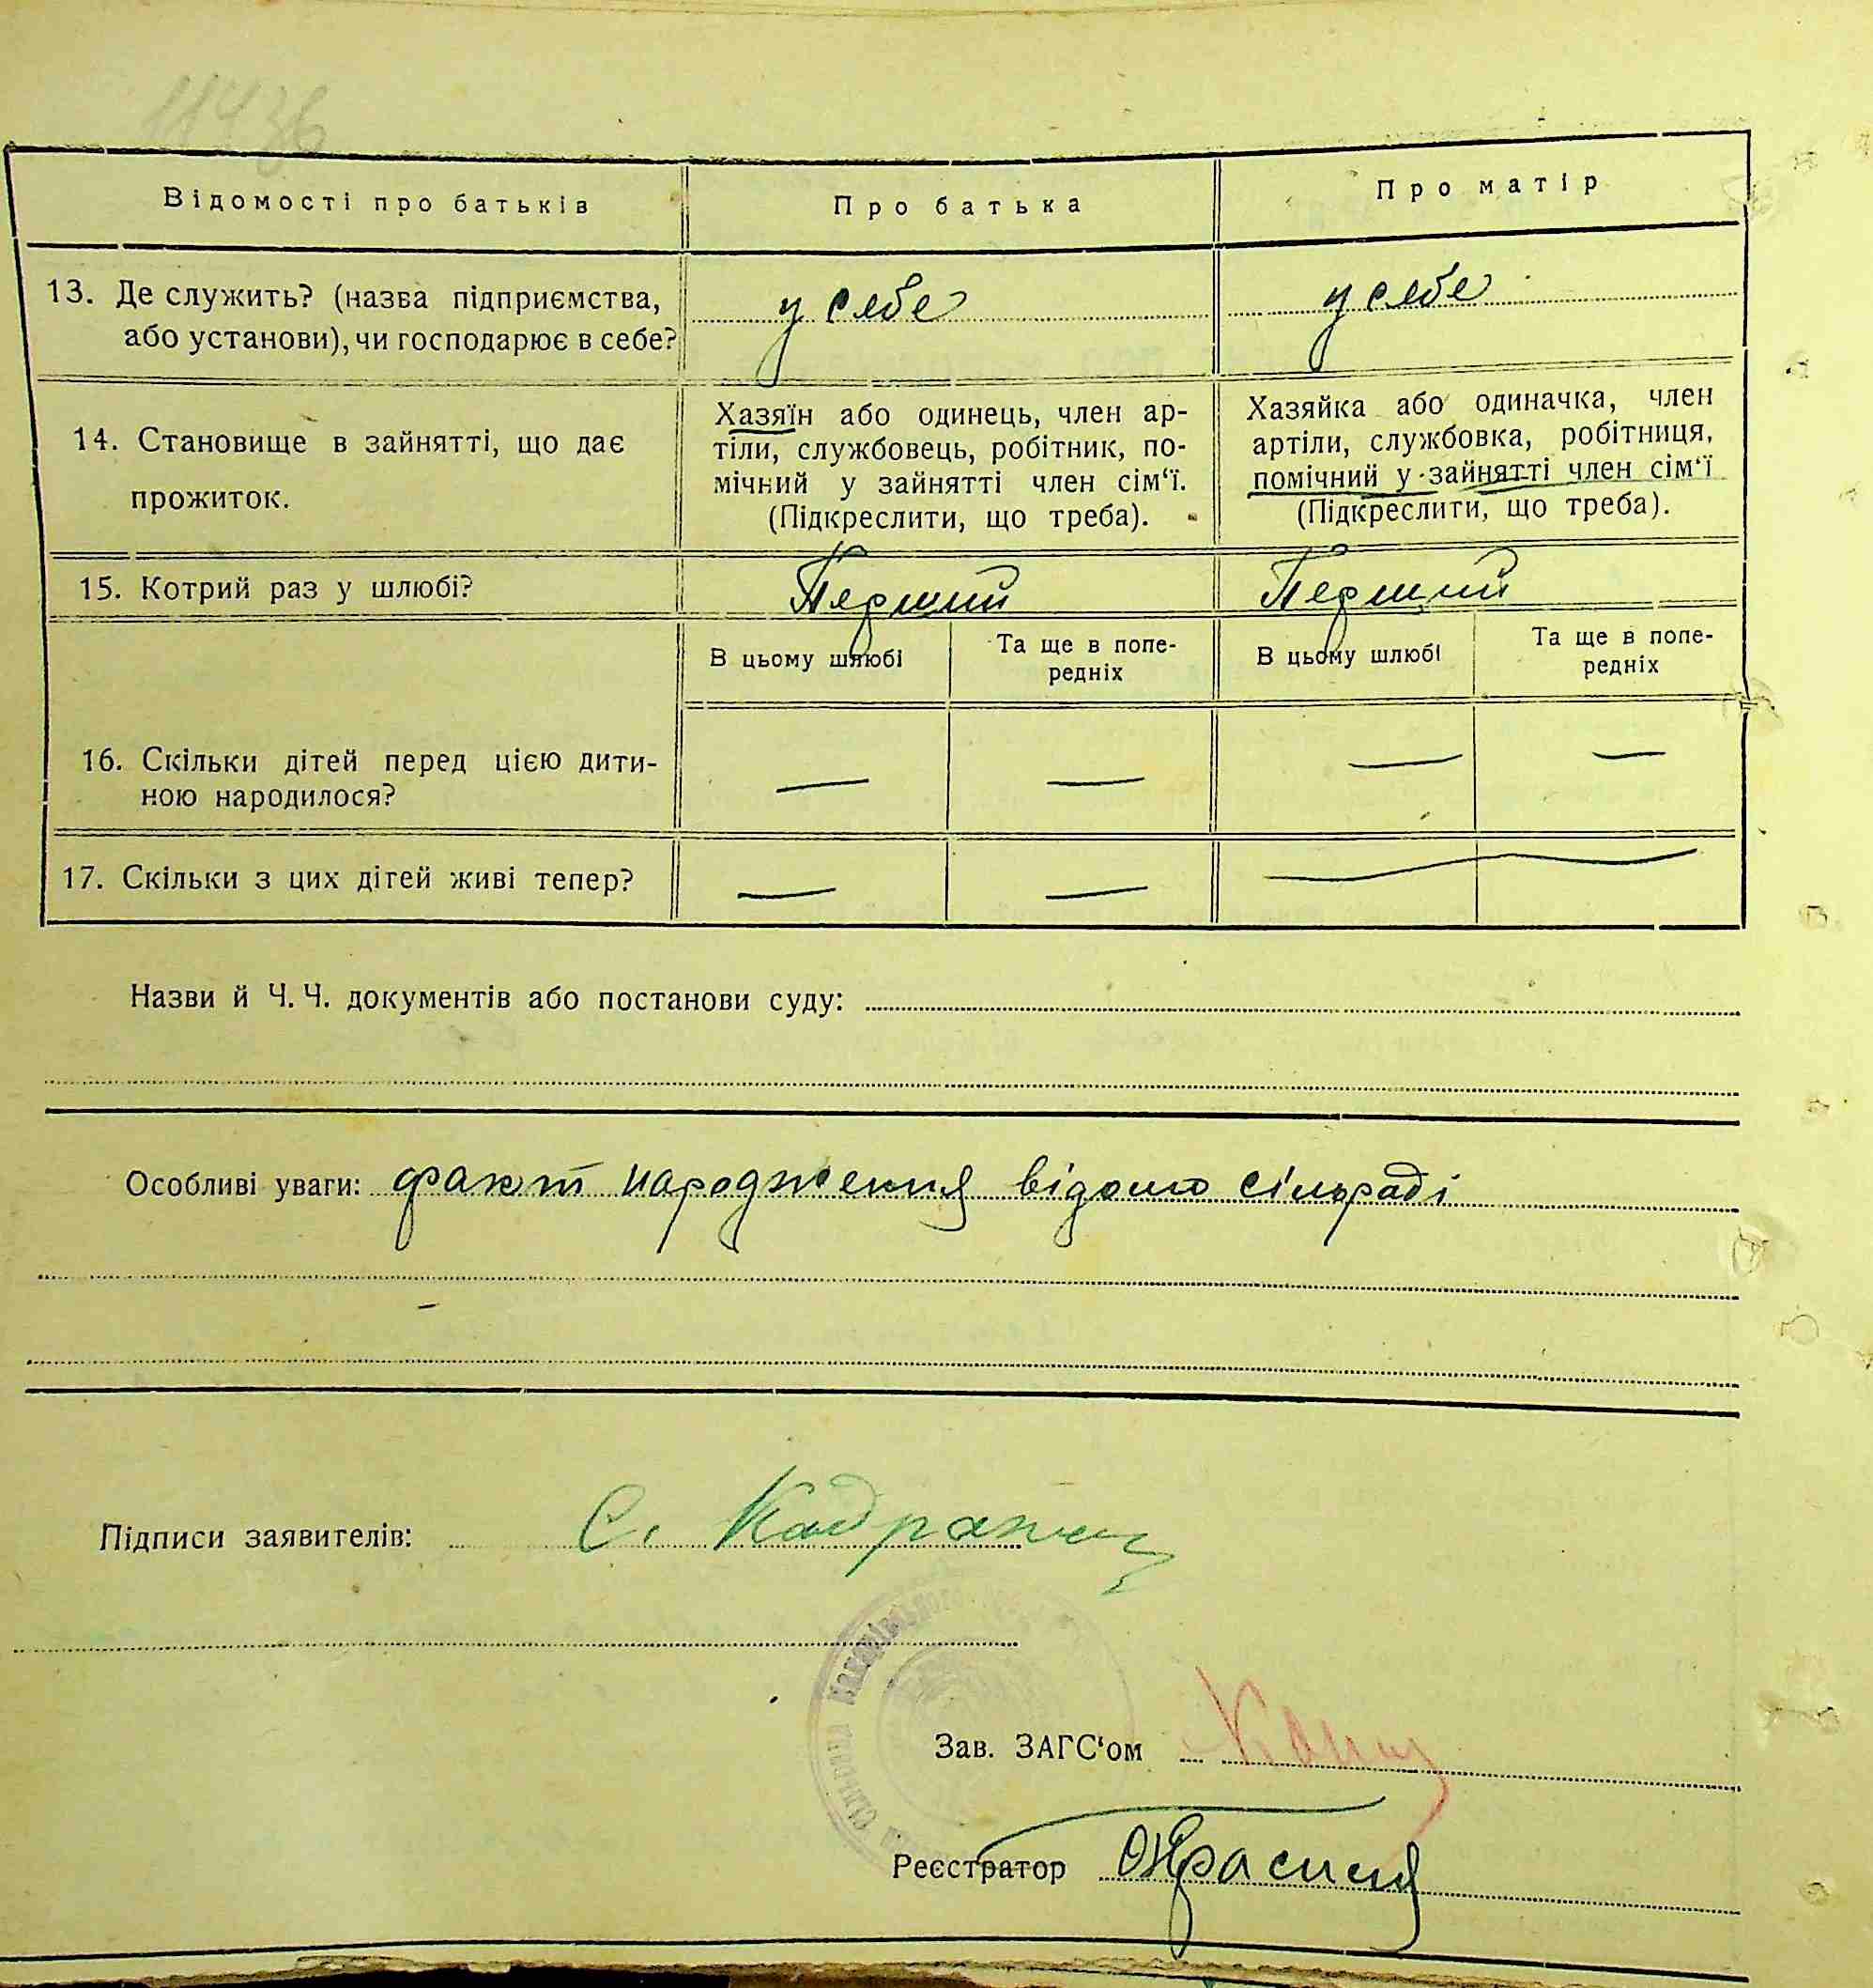 11436
Відомості про батьків
Про батька
Про матір
13. Де служить? (назва підприємства,
або установи), чи господарює в себе?
у себе
у себе
14. Становище в зайнятті, що дає
прожиток.
Хазяїн або одинець, член ар-
тіли, службовець, робітник, по-
мічний у зайнятті член сім‘ї.
(Підкреслити, що треба).
Хазяйка або одиначка, член
артіли, службовка, робітниця,
помічний у зайнятті член сім‘ї
(Підкреслити, що треба).
15. Котрий раз у шлюбі?
Перший
Перший
В цьому шлюбі
Та ще в попе-
редніх
В цьому шлюбі
Та ще в попе-
редніх
16. Скільки дітей перед цією дити-
ною народилося?
— — — —
17. Скільки з цих дітей живі тепер?
— — —
Назви й Ч. Ч. документів або постанови суду:
Особливі уваги: факт народження відомо сільраді
Підписи заявителів: С.
Зав. ЗАГС‘ом
Реєстратор